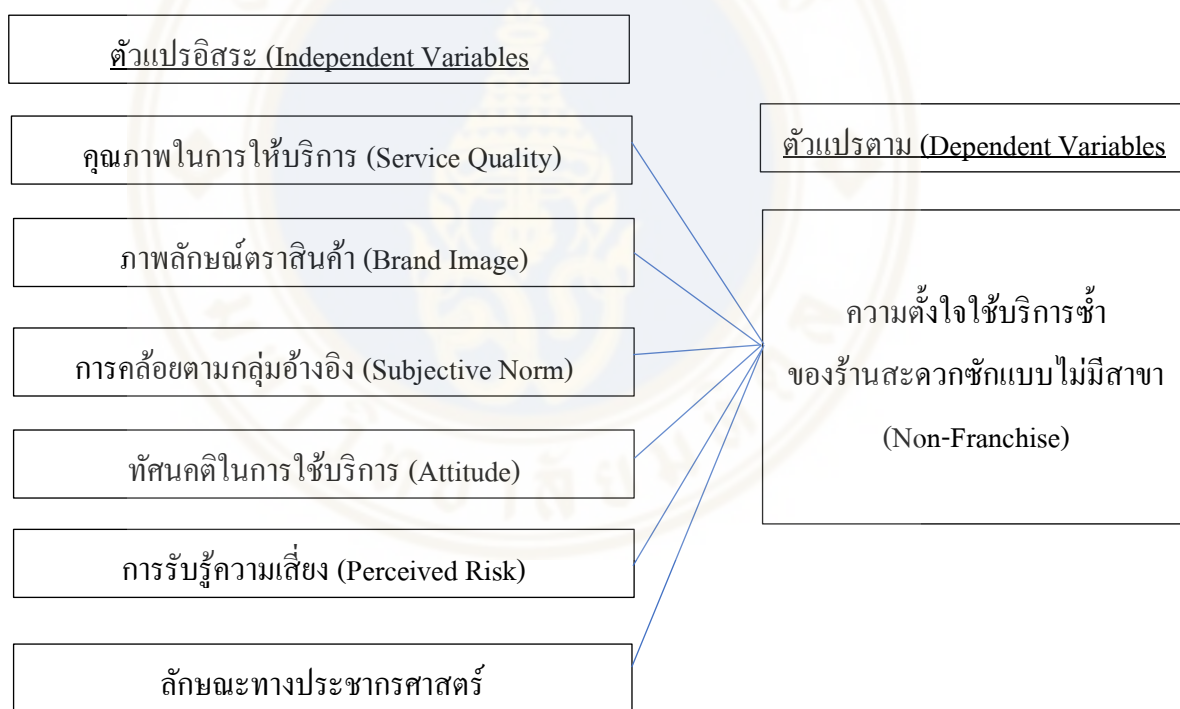 ตัวแปรอิสระ (Independent Variables
คุณภาพในการให้บริการ (Service Quality)
ภาพลักษณ์ตราสินค้า (Brand Image)
การคล้อยตามกลุ่มอ้างอิง (Subjective Norm)
ทัศนคติในการใช้บริการ (Attitude)
การรับรู้ความเสี่ยง (Perceived Risk)
ลักษณะทางประชากรศาสตร์
ตัวแปรตาม (Dependent Variables
ความตั้งใจใช้บริการซ้ำ
ของร้านสะดวกซักแบบไม่มีสาขา
(Non-Franchise)